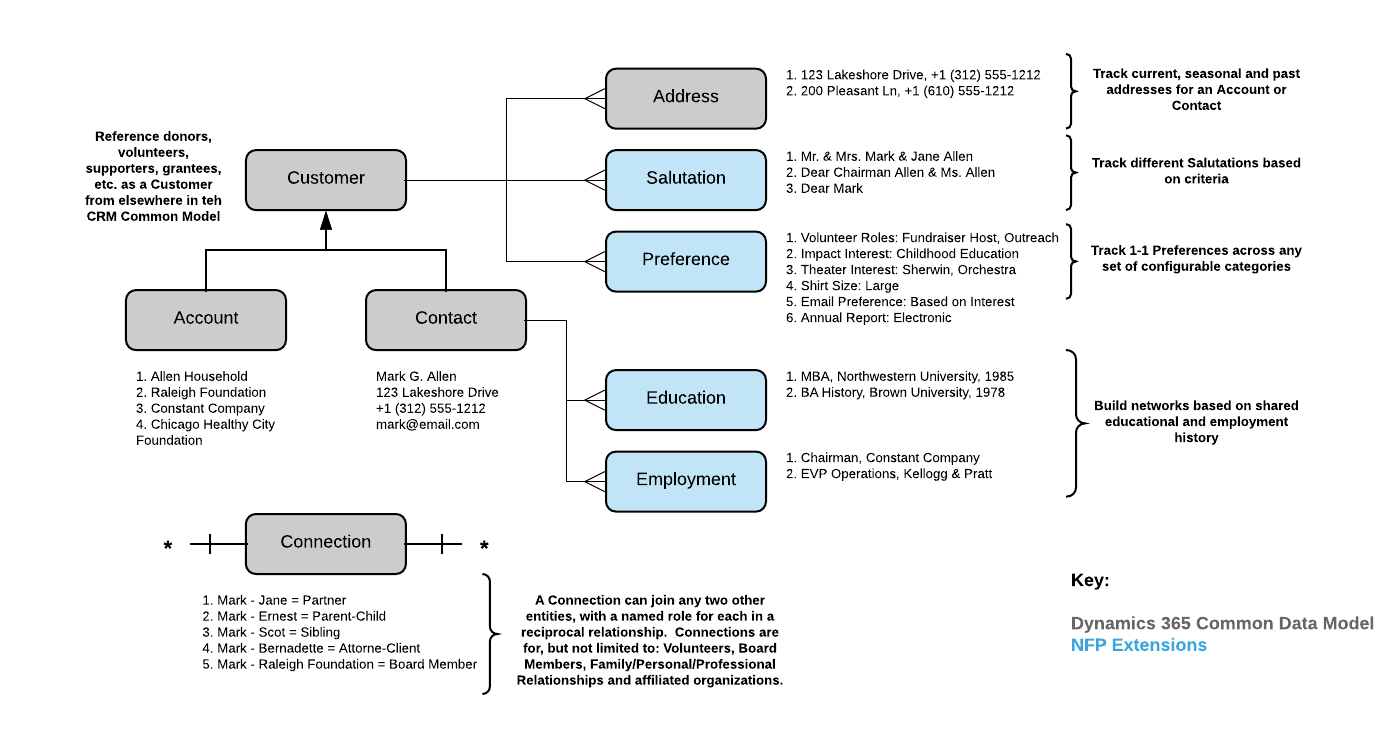 Reference donors,
volunteers,
supporters, grantees,
etc. as a Customer
from elsewhere in teh
CRM Common Model
Customer
Account
1. Allen Household
2. Raleigh Foundation
3. Constant Company
4. Chicago Healthy City
Foundation
Contact
Mark G. Allen
123 Lakeshore Drive
+1 (312) 555-1212
mark@email.com
Address
1. 123 Lakeshore Drive, +1 (312) 555-1212
2. 200 Pleasant Ln, +1 (610) 555-1212
Track current, seasonal and past
addresses for an Account or
Contact
Salutation
1. Mr. & Mrs. Mark & Jane Allen
2. Dear Chairman Allen & Ms. Allen
3. Dear Mark
Track different Salutations based
on criteria
Preference
1. Volunteer Roles: Fundraiser Host, Outreach
2. Impact Interest: Childhood Education
3. Theater Interest: Sherwin, Orchestra
4. Shirt Size: Large
5. Email Preference: Based on Interest
6. Annual Report: Electronic
Track 1-1 Preferences across any
set of configurable categories
Education
1. MBA, Northwestern University, 1985
2. BA History, Brown University, 1978
Employment
1. Chairman, Constant Company
2. EVP Operations, Kellogg & Pratt
Build networks based on shared
educational and employment
history
* Connection *
1. Mark - Jane = Partner
2. Mark - Ernest = Parent-Child
3. Mark - Scot = Sibling
4. Mark - Bernadette = Attorne-Client
5. Mark - Raleigh Foundation = Board Member
A Connection can join any two other
entities, with a named role for each in a
reciprocal relationship. Connections are
for, but not limited to: Volunteers, Board
Members, Family/Personal/Professional
Relationships and affiliated organizations.
Key:
Dynamics 365 Common Data Model
NFP Extensions